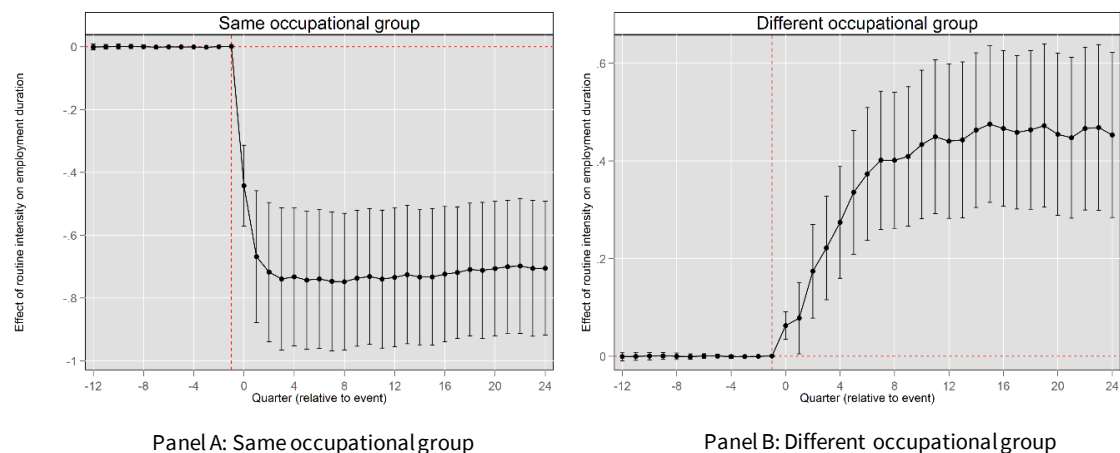 Same occupational group
Effect of routine intensity on employment duration
0
-.2
-.4
-.6
-.8
-1
-12 -8 -4 0 4 8 12 16 20 24
Quarter (relative to event)
Panel A: Same occupational group
Different occupational group
Effect of routine intensity on employment duration
.6
.4
.2
0
-12 -8 -4 0 4 8 12 16 20 24
Quarter (relative to event)
Panel B: Different occupational group